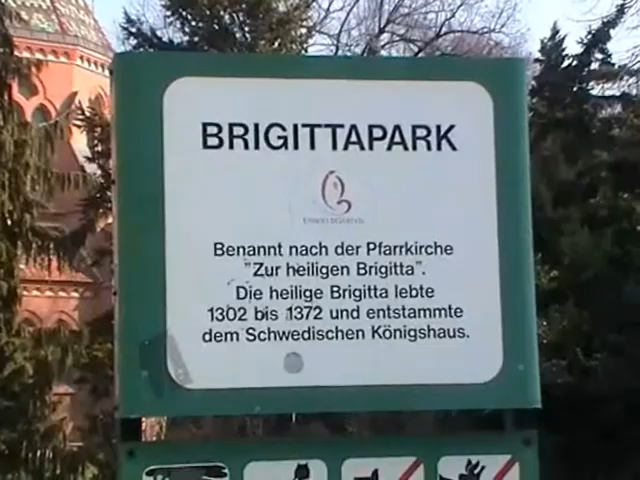 BRIGITTAPARK
Benannt nach der Pfarrkirche
"Zur heiligen Brigitta".
Die heilige Brigitta lebte
1302 bis 1372 und entstammte
dem Schwedischen Königshaus.